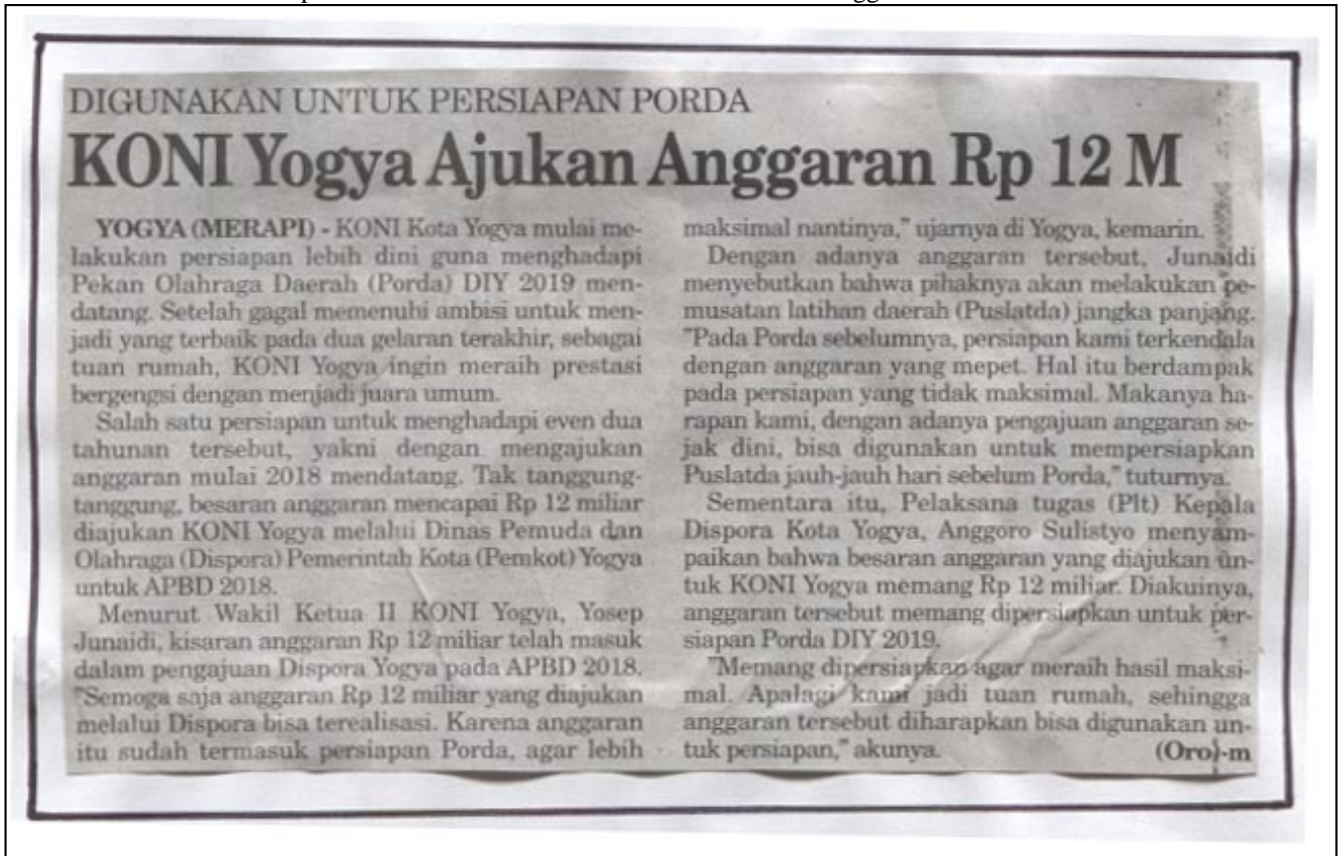 DIGUNAKAN UNTUK PERSIAPAN PORDA
KONI Yogya Ajukan Anggaran Rp 12 M
YOGYA (MERAPI) - KONI Kota Yogya mulai me-
lakukan persiapan lebih dini guna menghadapi
Pekan Olahraga Daerah (Porda) DIY 2019 men-
datang. Setelah gagal memenuhi ambisi untuk men-
jadi yang terbaik pada dua gelaran terakhir, sebagai
tuan rumah, KONI Yogya ingin meraih prestasi
bergengsi dengan menjadi juara umum.
Salah satu persiapan untuk menghadapi even dua
tahunan tersebut, yakni dengan mengajukan
anggaran mulai 2018 mendatang. Tak tanggung-
tanggung, besaran anggaran mencapai Rp 12 miliar
diajukan KONI Yogya melalui Dinas Pemuda dan
Olahraga (Dispora) Pemerintah Kota (Pemkot) Yogya
untuk APBD 2018.
Menurut Wakil Ketua II KONI Yogya, Yosep
Junaidi, kisaran anggaran Rp 12 miliar telah masuk
dalam pengajuan Dispora Yogya pada APBD 2018.
"Semoga saja anggaran Rp 12 miliar yang diajukan
melalui Dispora bisa terealisasi. Karena anggaran
itu sudah termasuk persiapan Porda, agar lebih
maksimal nantinya," ujarnya di Yogya, kemarin.
Dengan adanya anggaran tersebut, Junaidi
menyebutkan bahwa pihaknya akan melakukan pe-
musatan latihan daerah (Puslatda) jangka panjang.
"Pada Porda sebelumnya, persiapan kami terkendala
dengan anggaran yang mepet. Hal itu berdampak
pada persiapan yang tidak maksimal. Makanya ha-
rapan kami, dengan adanya pengajuan anggaran se-
jak dini, bisa digunakan untuk mempersiapkan
Puslatda jauh-jauh hari sebelum Porda," tuturnya.
Sementara itu, Pelaksana tugas (Plt) Kepala
Dispora Kota Yogya, Anggoro Sulistyo menyam-
paikan bahwa besaran anggaran yang diajukan un-
tuk KONI Yogya memang Rp 12 miliar. Diakuinya,
anggaran tersebut memang dipersiapkan untuk per-
siapan Porda DIY 2019.
"Memang dipersiapkan agar meraih hasil maksi-
mal. Apalagi kami jadi tuan rumah, sehingga
anggaran tersebut diharapkan bisa digunakan un-
tuk persiapan," akunya. (Oro)-m